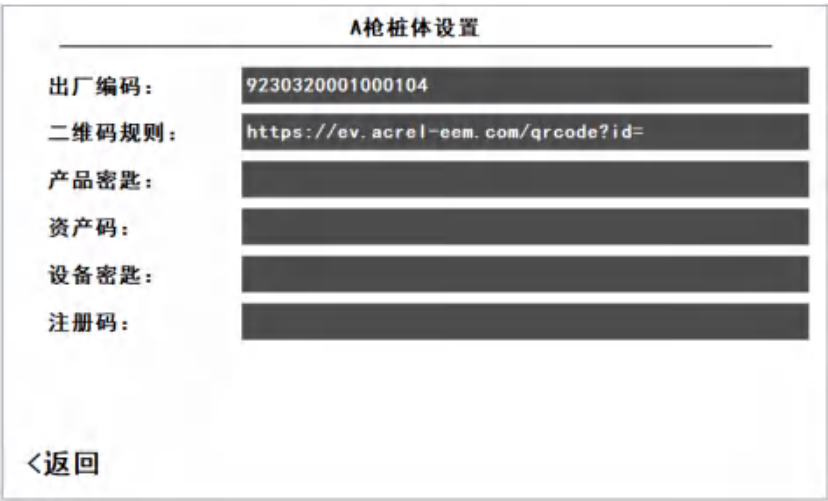 A枪桩体设置
出厂编码: 9230320001000104
二维码规则: https://ev.acrel-eem.com/qrcode?id=
产品密匙:
资产码:
设备密匙:
注册码:
<返回